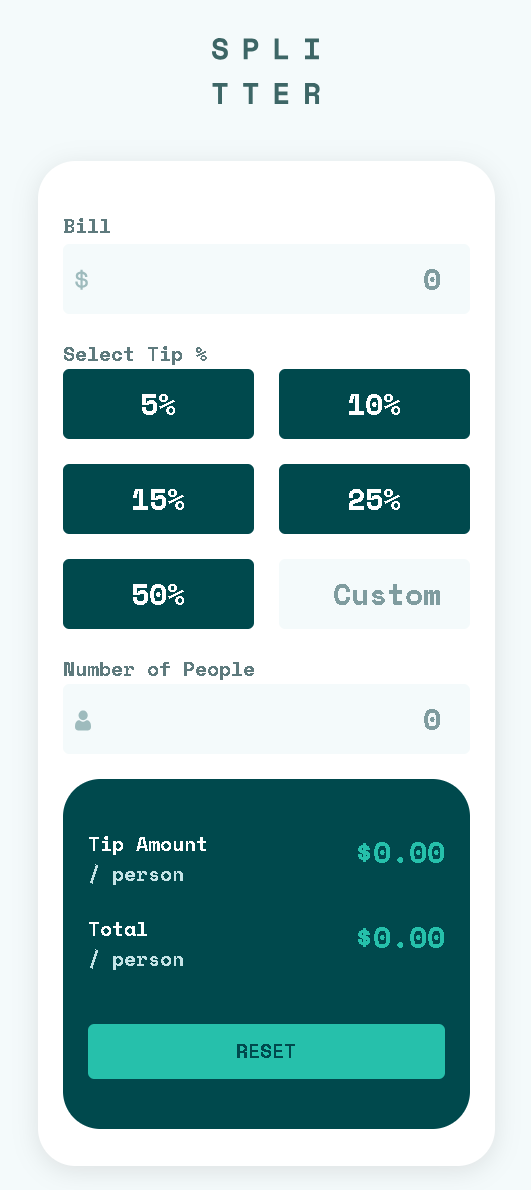 SPLI
TTER
Bill
$ 0
Select Tip %
5% 10%
15% 25%
50% Custom
Number of People
0
Tip Amount
/ person
$0.00
Total
/ person
$0.00
RESET